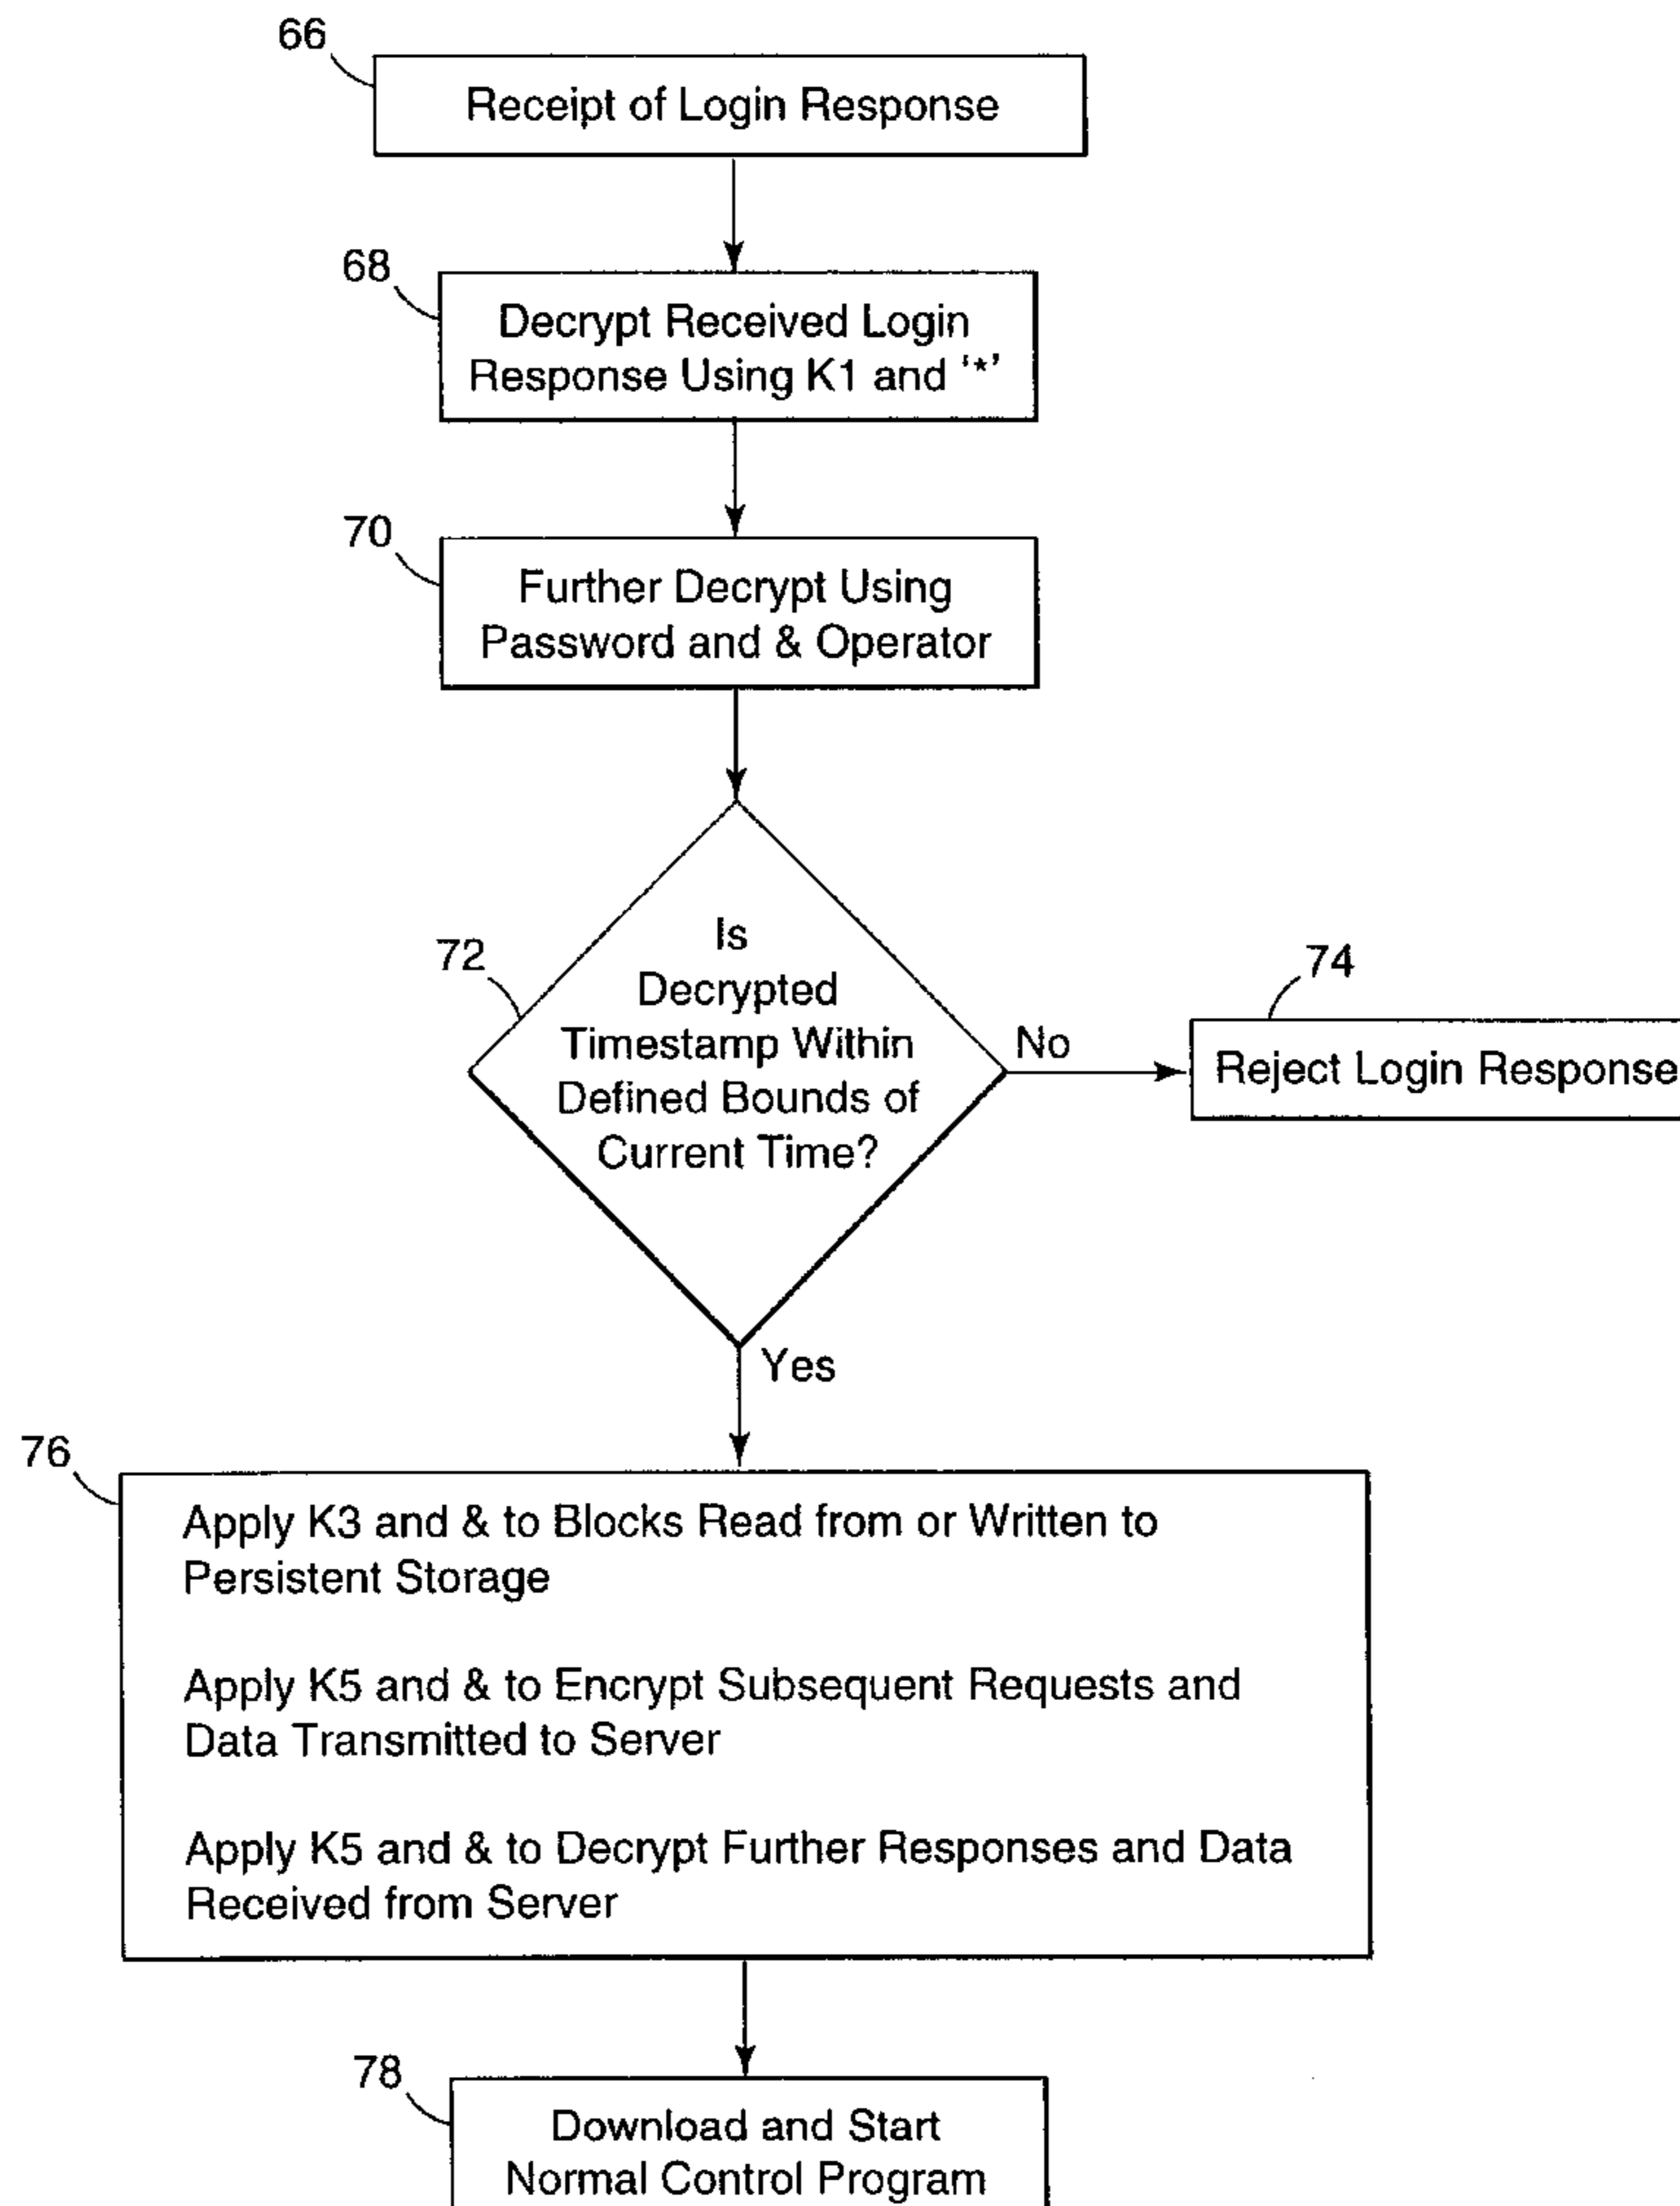 66
Receipt of Login Response
68
Decrypt Received Login
Response Using K1 and ‘*’
70
Further Decrypt Using
Password and & Operator
72
Is
Decrypted
Timestamp Within
Defined Bounds of
Current Time?
No
74
Reject Login Response
Yes
76
Apply K3 and & to Blocks Read from or Written to
Persistent Storage
Apply K5 and & to Encrypt Subsequent Requests and
Data Transmitted to Server
Apply K5 and & to Decrypt Further Responses and Data
Received from Server
78
Download and Start
Normal Control Program